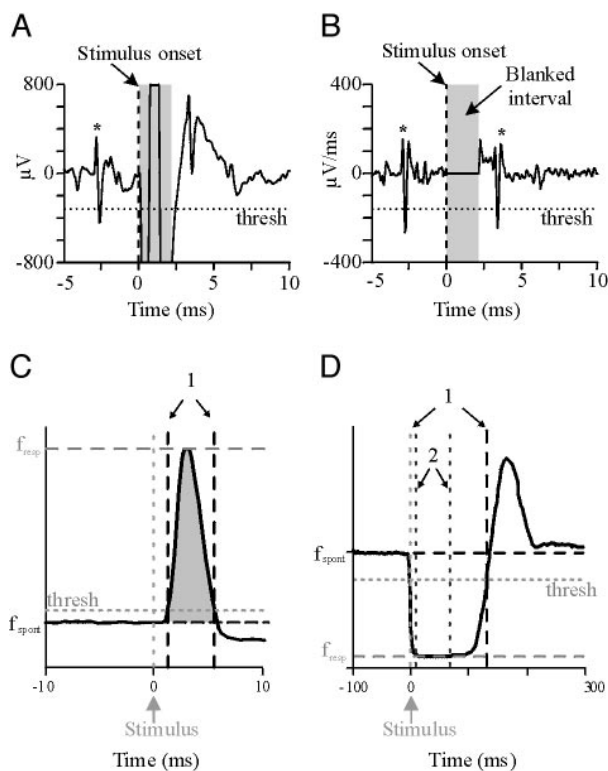 A
Stimulus onset
800
μV
*
0
thresh
-800
-5 0 5 10
Time (ms)
B
Stimulus onset
400
Blanked
interval
μV/ms
* *
0
thresh
-400
-5 0 5 10
Time (ms)
C
1
f_resp
thresh
f_spont
-10 0 10
Stimulus
Time (ms)
D
1
2
f_spont
thresh
f_resp
-100 0 300
Stimulus
Time (ms)